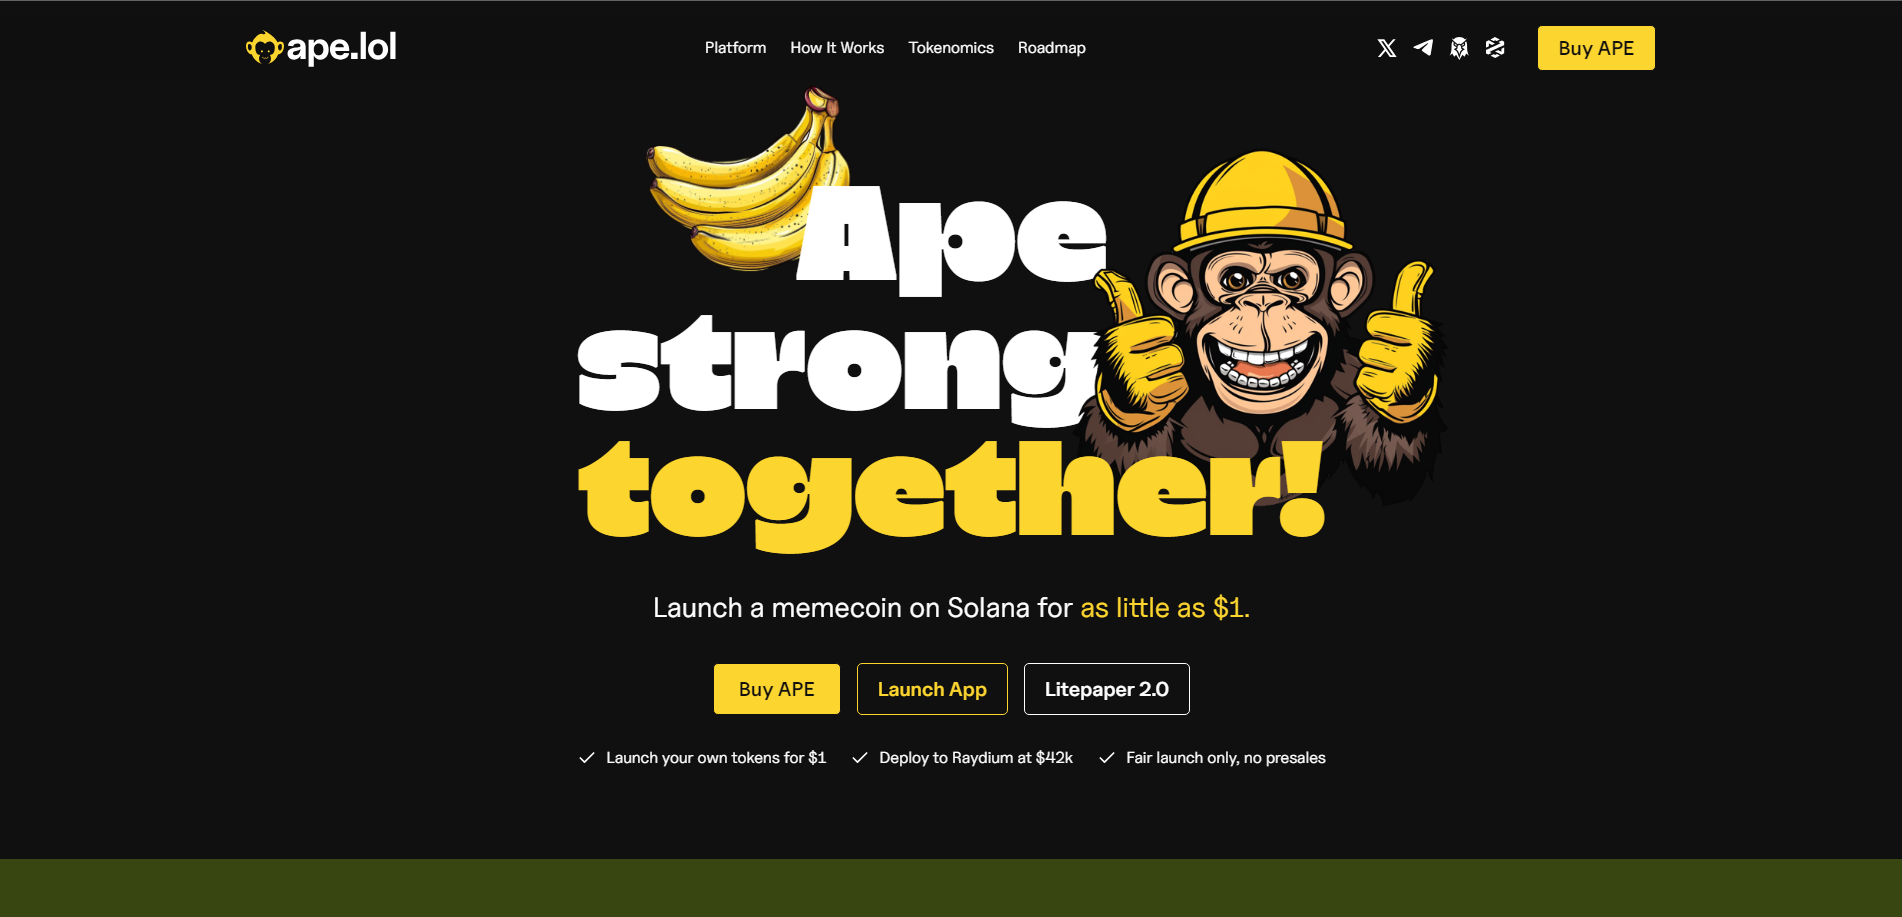 ape.lol
Platform
How It Works
Tokenomics
Roadmap
Buy APE
Ape
strong
together!
Launch a memecoin on Solana for as little as $1.
Buy APE
Launch App
Litepaper 2.0
Launch your own tokens for $1
Deploy to Raydium at $42k
Fair launch only, no presales